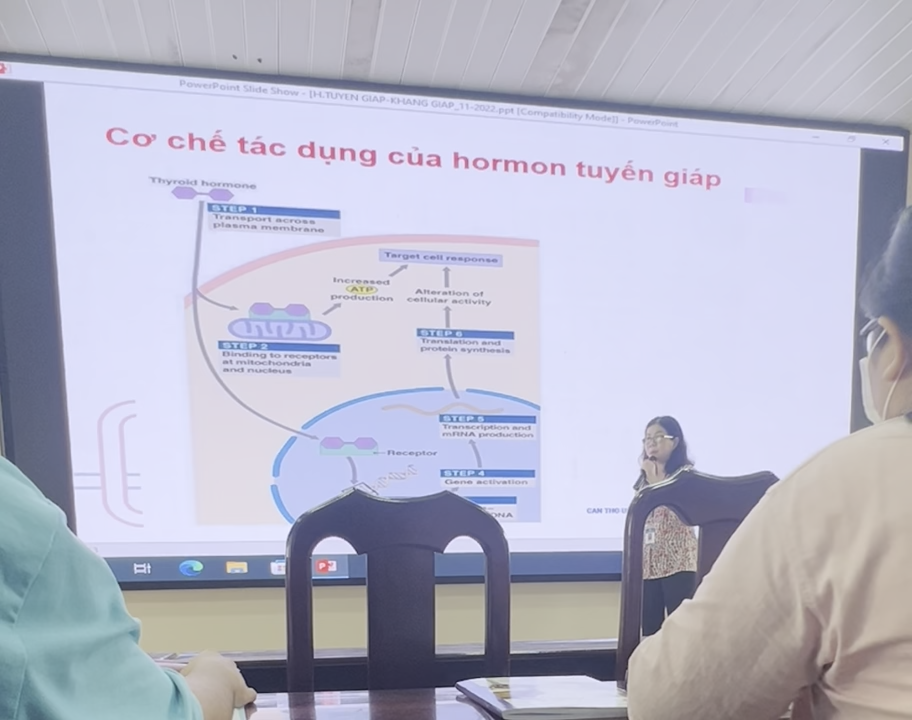 PowerPoint Slide Show - [H.TUYEN GIAP-KHANG GIAP_11-2022.ppt [Compatibility Mode]] - PowerPoint
Cơ chế tác dụng của hormon tuyến giáp
Thyroid hormone
STEP 1
Transport across
plasma membrane
Target cell response
Increased
ATP
production
Alteration of
cellular activity
STEP 2
Binding to receptors
at mitochondria
and nucleus
STEP 6
Translation and
protein synthesis
STEP 5
Transcription and
mRNA production
Receptor
STEP 4
Gene activation
DNA
CAN THO U